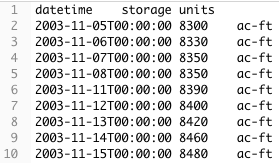 1 datetime storage units
2 2003-11-05T00:00:00 8300 ac-ft
3 2003-11-06T00:00:00 8330 ac-ft
4 2003-11-07T00:00:00 8350 ac-ft
5 2003-11-08T00:00:00 8350 ac-ft
6 2003-11-11T00:00:00 8390 ac-ft
7 2003-11-12T00:00:00 8400 ac-ft
8 2003-11-13T00:00:00 8420 ac-ft
9 2003-11-14T00:00:00 8460 ac-ft
10 2003-11-15T00:00:00 8480 ac-ft